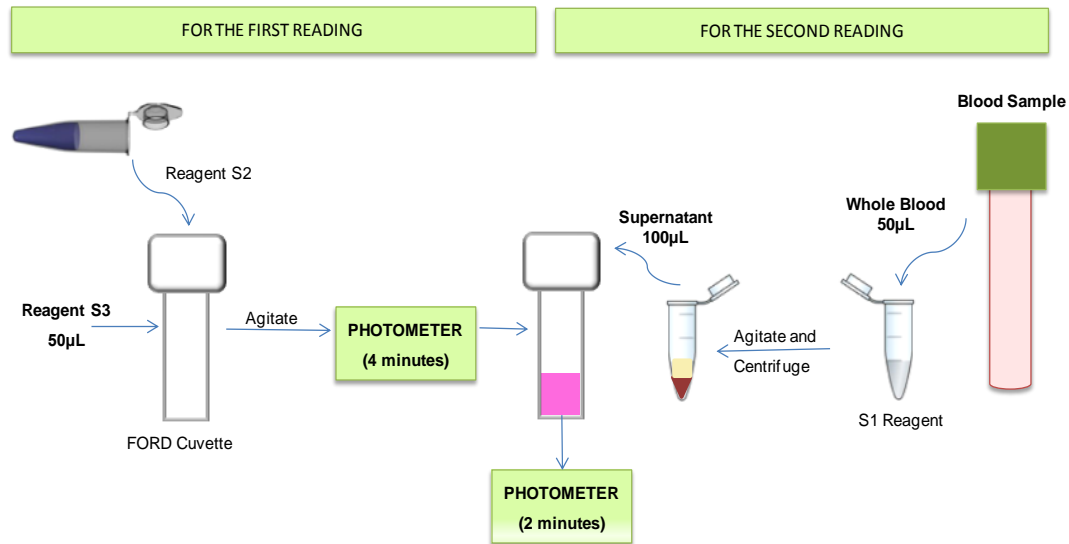 FOR THE FIRST READING
FOR THE SECOND READING
Blood Sample
Reagent S2
Whole Blood
50µL
Supernatant
100µL
Reagent S3
50µL
Agitate
PHOTOMETER
(4 minutes)
Agitate and
Centrifuge
S1 Reagent
FORD Cuvette
PHOTOMETER
(2 minutes)